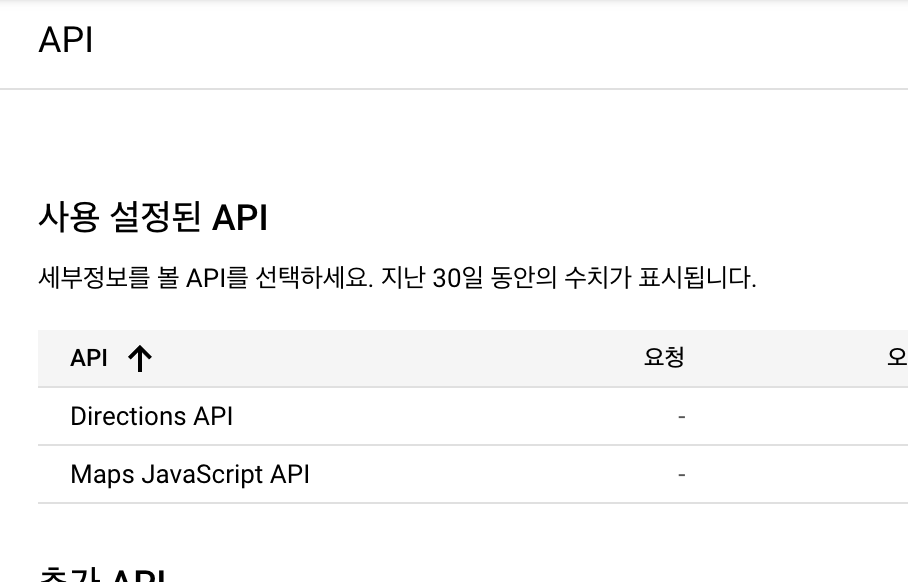 API
사용 설정된 API
세부정보를 볼 API를 선택하세요. 지난 30일 동안의 수치가 표시됩니다.
API ↑ 요청
Directions API -
Maps JavaScript API -
추가 API